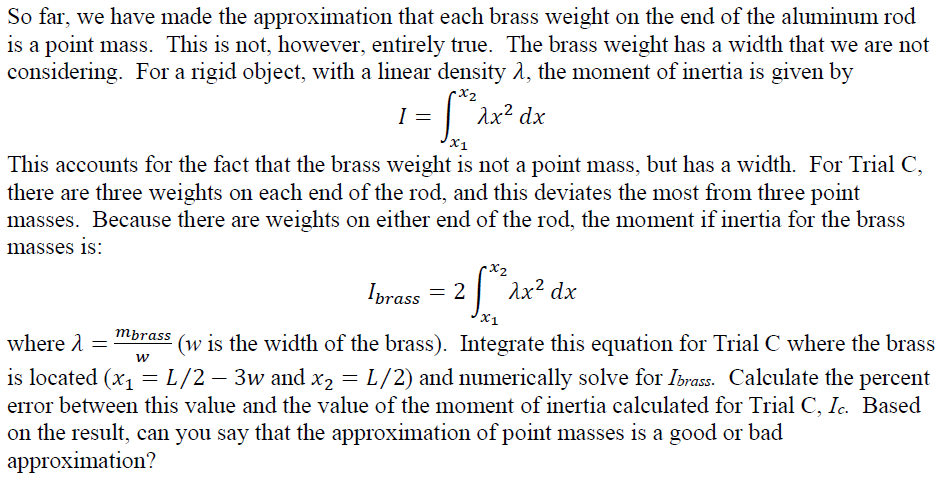 So far, we have made the approximation that each brass weight on the end of the aluminum rod
is a point mass.  This is not, however, entirely true.  The brass weight has a width that we are not
considering.  For a rigid object, with a linear density λ, the moment of inertia is given by
I = ∫_{x₁}^{x₂} λx² dx
This accounts for the fact that the brass weight is not a point mass, but has a width.  For Trial C,
there are three weights on each end of the rod, and this deviates the most from three point
masses.  Because there are weights on either end of the rod, the moment if inertia for the brass
masses is:
I_{brass} = 2 ∫_{x₁}^{x₂} λx² dx
where λ = \frac{m_{brass}}{w} (w is the width of the brass).  Integrate this equation for Trial C where the brass
is located (x₁ = L/2 − 3w and x₂ = L/2) and numerically solve for I_{brass}.  Calculate the percent
error between this value and the value of the moment of inertia calculated for Trial C, I_c.  Based
on the result, can you say that the approximation of point masses is a good or bad
approximation?